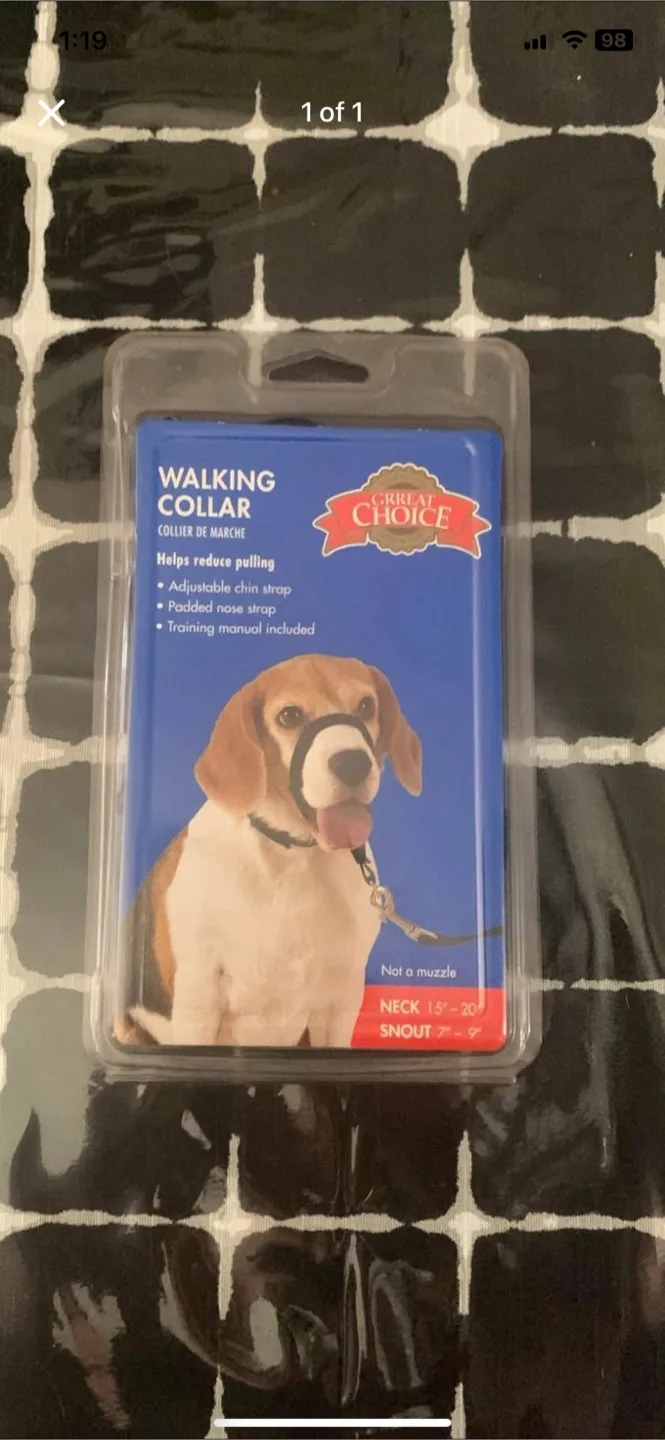 1:19
98
1 of 1
WALKING
COLLAR
COLLIER DE MARCHE
Helps reduce pulling
• Adjustable chin strap
• Padded nose strap
• Training manual included
GRREAT
CHOICE
Not a muzzle
NECK 15" – 20"
SNOUT 7" – 9"